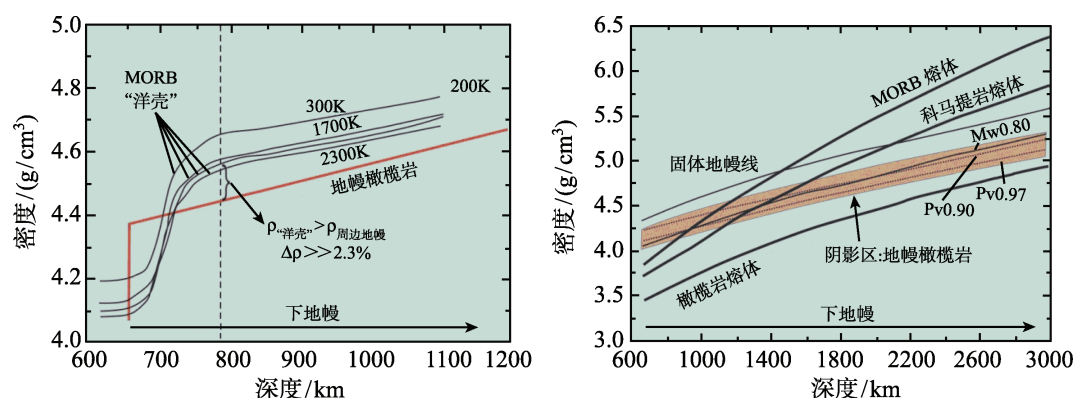 5.0
4.8
4.6
4.4
4.2
4.0
密度/(g/cm³)
MORB
“洋壳”
200K
300K
1700K
2300K
地幔橄榄岩
ρ“洋壳”>ρ周边地幔
Δρ>>2.3%
下地幔
600 700 800 900 1000 1100 1200
深度/km
6.5
6.0
5.5
5.0
4.5
4.0
3.5
3.0
密度/(g/cm³)
MORB 熔体
科马提岩熔体
固体地幔线
Mw0.80
Pv0.97
Pv0.90
阴影区:地幔橄榄岩
橄榄岩熔体
下地幔
600 1000 1400 1800 2200 2600 3000
深度/km